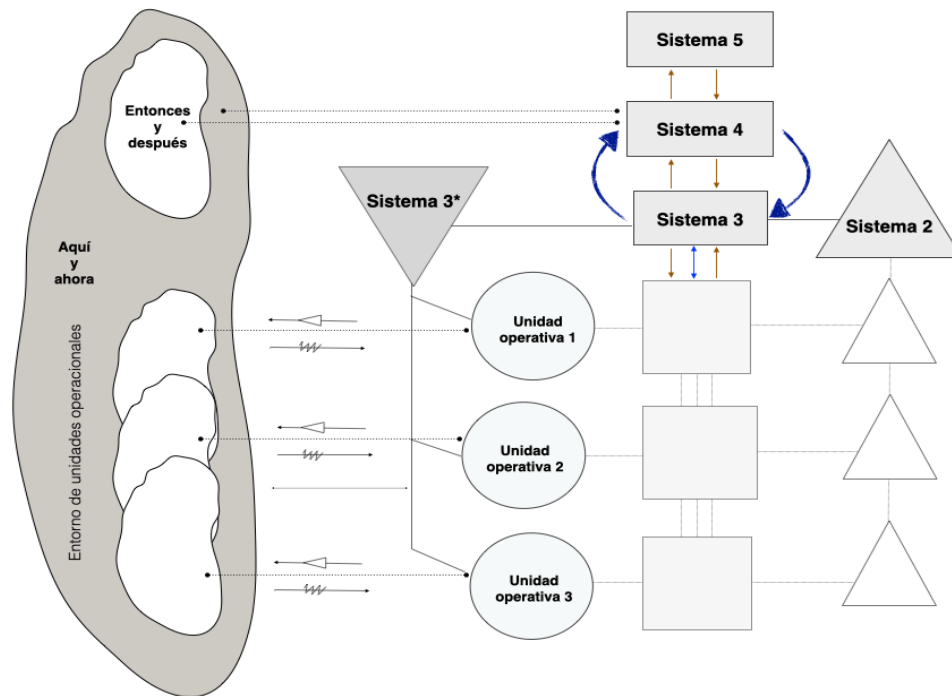 Sistema 5
Entonces
y
después
Sistema 4
Sistema 3*
Sistema 3
Sistema 2
Aquí
y
ahora
Entorno de unidades operacionales
Unidad
operativa 1
Unidad
operativa 2
Unidad
operativa 3